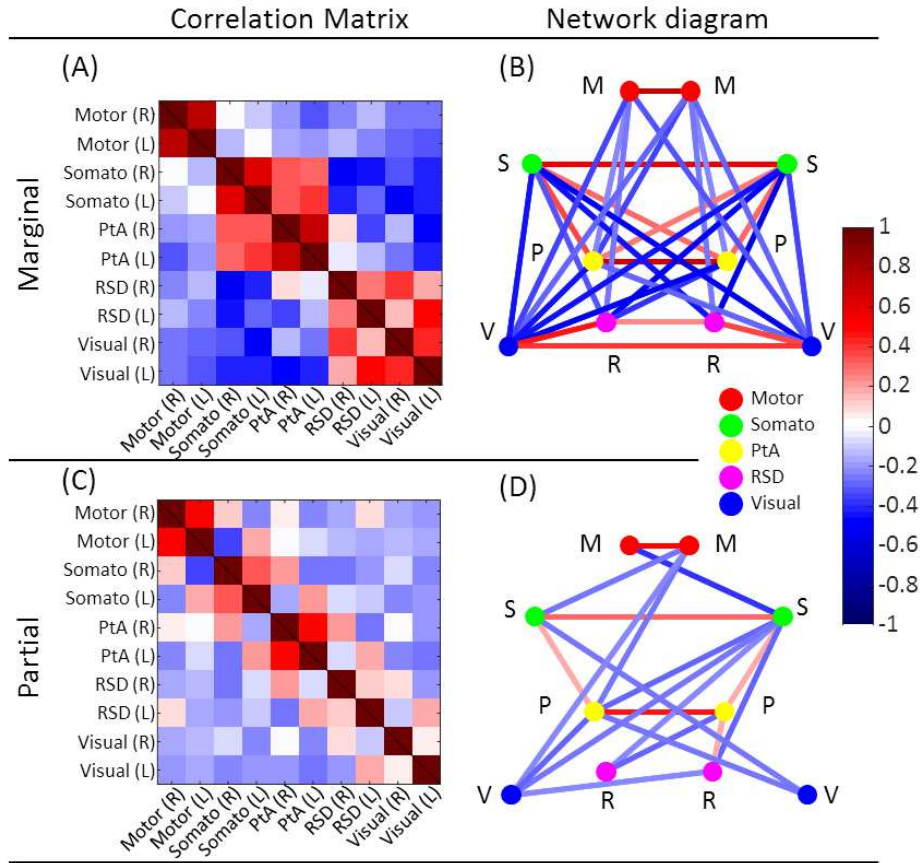 Correlation Matrix
Network diagram
Marginal
(A)
Motor (R)
Motor (L)
Somato (R)
Somato (L)
PtA (R)
PtA (L)
RSD (R)
RSD (L)
Visual (R)
Visual (L)
Motor (R)
Motor (L)
Somato (R)
Somato (L)
PtA (R)
PtA (L)
RSD (R)
RSD (L)
Visual (R)
Visual (L)
(B)
M M
S S
P P
V V
R R
Motor
Somato
PtA
RSD
Visual
1
0.8
0.6
0.4
0.2
0
-0.2
-0.4
-0.6
-0.8
-1
Partial
(C)
Motor (R)
Motor (L)
Somato (R)
Somato (L)
PtA (R)
PtA (L)
RSD (R)
RSD (L)
Visual (R)
Visual (L)
Motor (R)
Motor (L)
Somato (R)
Somato (L)
PtA (R)
PtA (L)
RSD (R)
RSD (L)
Visual (R)
Visual (L)
(D)
M M
S S
P P
V V
R R